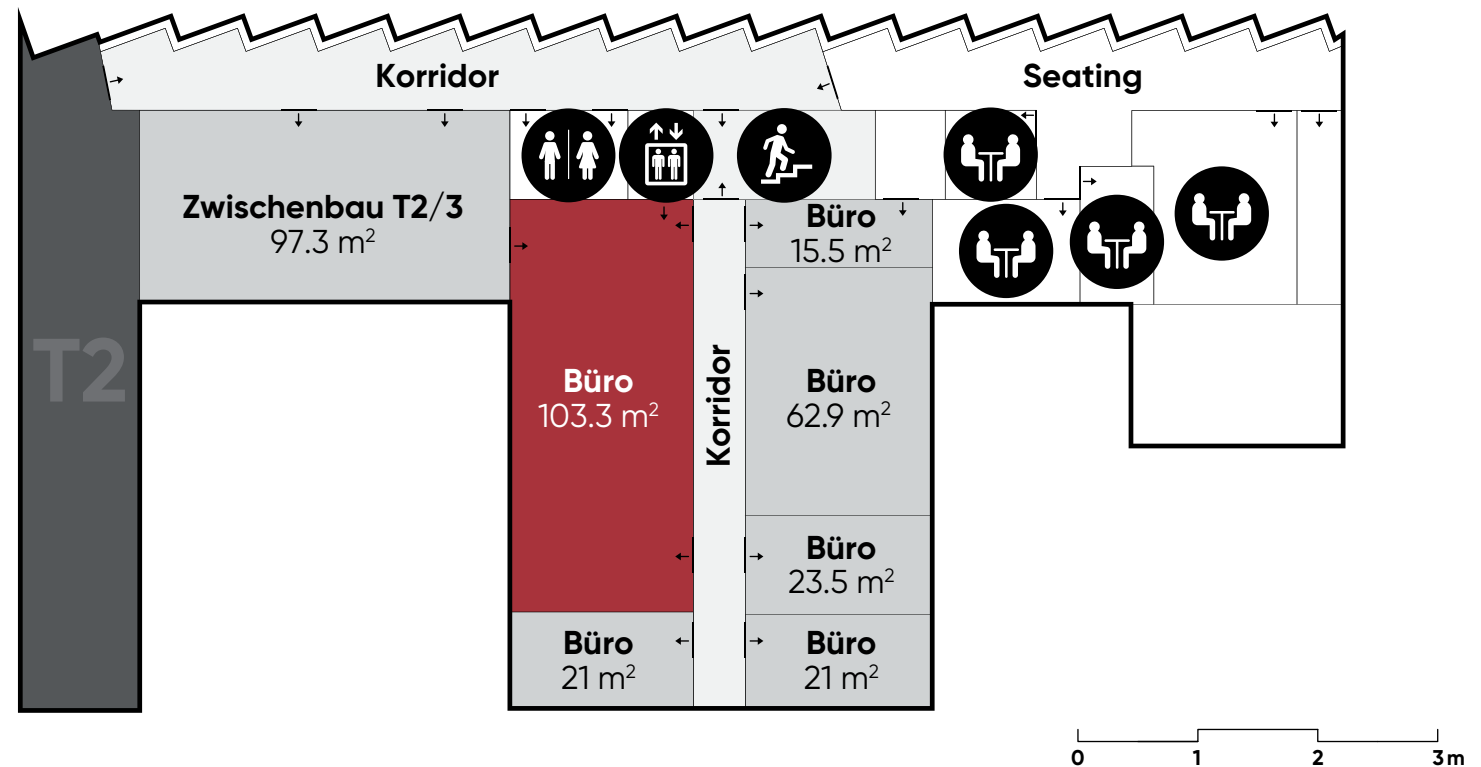 Korridor
Seating
Zwischenbau T2/3
97.3 m²
Büro
15.5 m²
T2
Büro
103.3 m²
Korridor
Büro
62.9 m²
Büro
23.5 m²
Büro
21 m²
Büro
21 m²
0 1 2 3 m